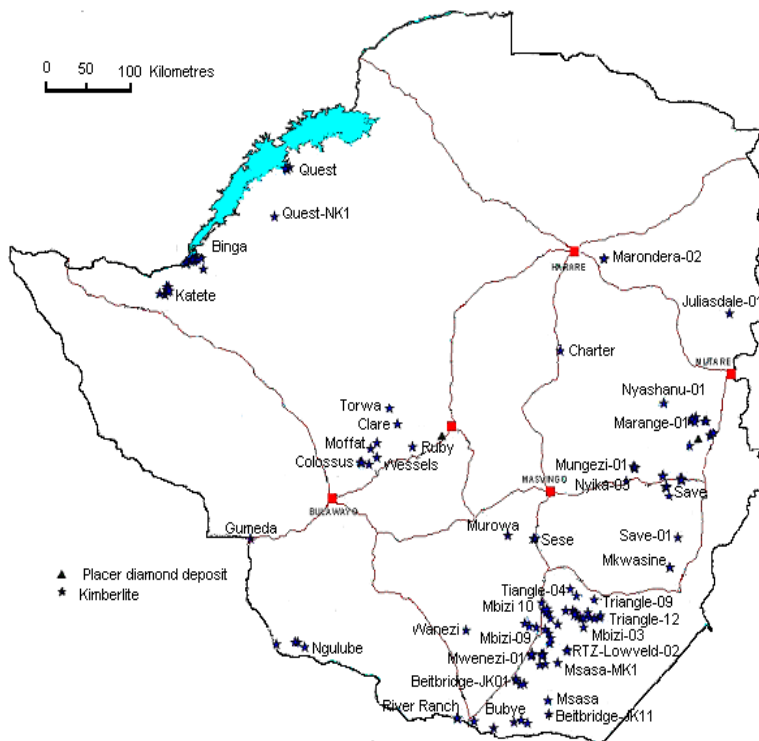 0 50 100 Kilometres
Quest
Quest-NK1
Binga
Katete
HARARE
Marondera-02
Juliasdale-01
Charter
MUTARE
Nyashanu-01
Torwa
Clare
Marange-01
Moffat
Ruby
Colossus
Wessels
Mungezi-01
Nyika-03
Save
MASVINGO
BULAWAYO
Gumeda
Murowa
Sese
Save-01
Mkwasine
Placer diamond deposit
Kimberlite
Tiangle-04
Triangle-09
Mbizi 10
Triangle-12
Wanezi
Mbizi-09
Mbizi-03
Ngulube
Mwenezi-01
RTZ-Lowveld-02
Msasa-MK1
Beitbridge-JK01
Msasa
River Ranch
Bubye
Beitbridge-JK11